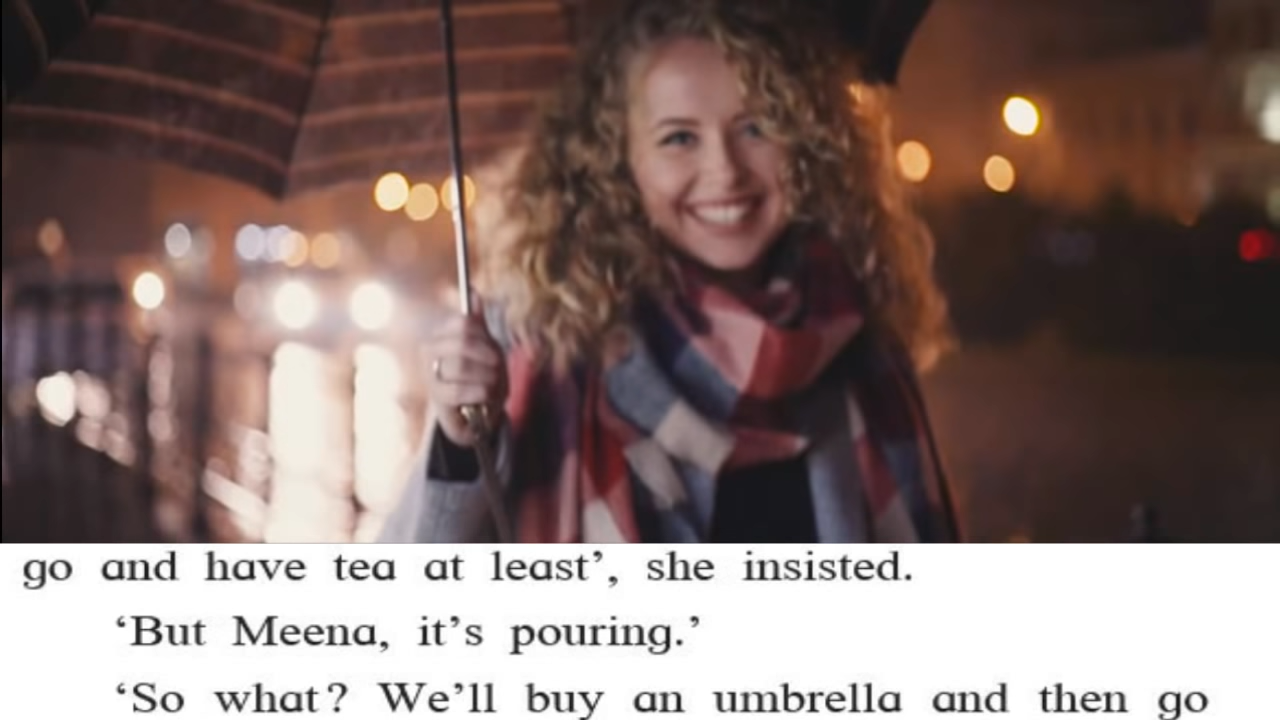 go and have tea at least’, she insisted.
‘But Meena, it’s pouring.’
‘So what? We’ll buy an umbrella and then go